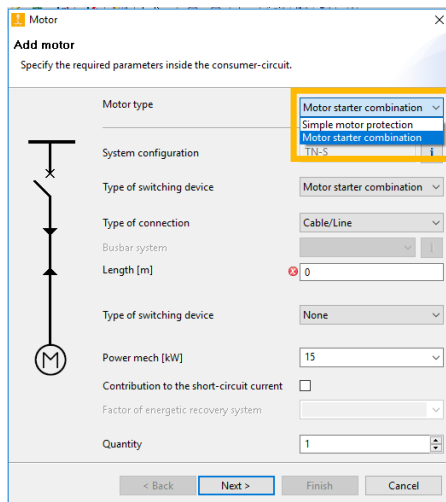 Motor
Add motor
Specify the required parameters inside the consumer-circuit.
Motor type
Motor starter combination
Simple motor protection
Motor starter combination
System configuration
TN-S
i
Type of switching device
Motor starter combination
Type of connection
Cable/Line
Busbar system
i
Length [m]
0
Type of switching device
None
Power mech [kW]
15
M
Contribution to the short-circuit current
Factor of energetic recovery system
Quantity
1
< Back
Next >
Finish
Cancel